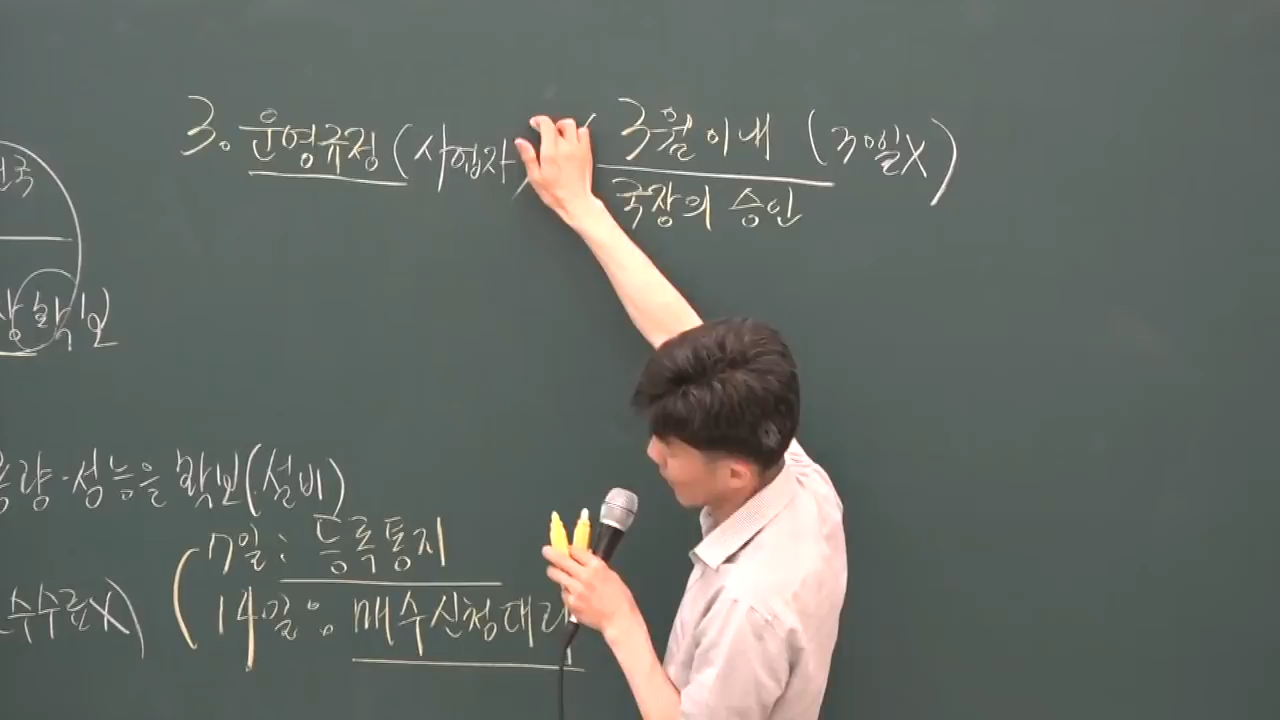 3. 운영규정(사업자) 3월 이내 (30일X)
국장의 승인
확보
용량·성능을 확보(설비)
7일: 등록통지
수수료X) (14일: 매수신청대리